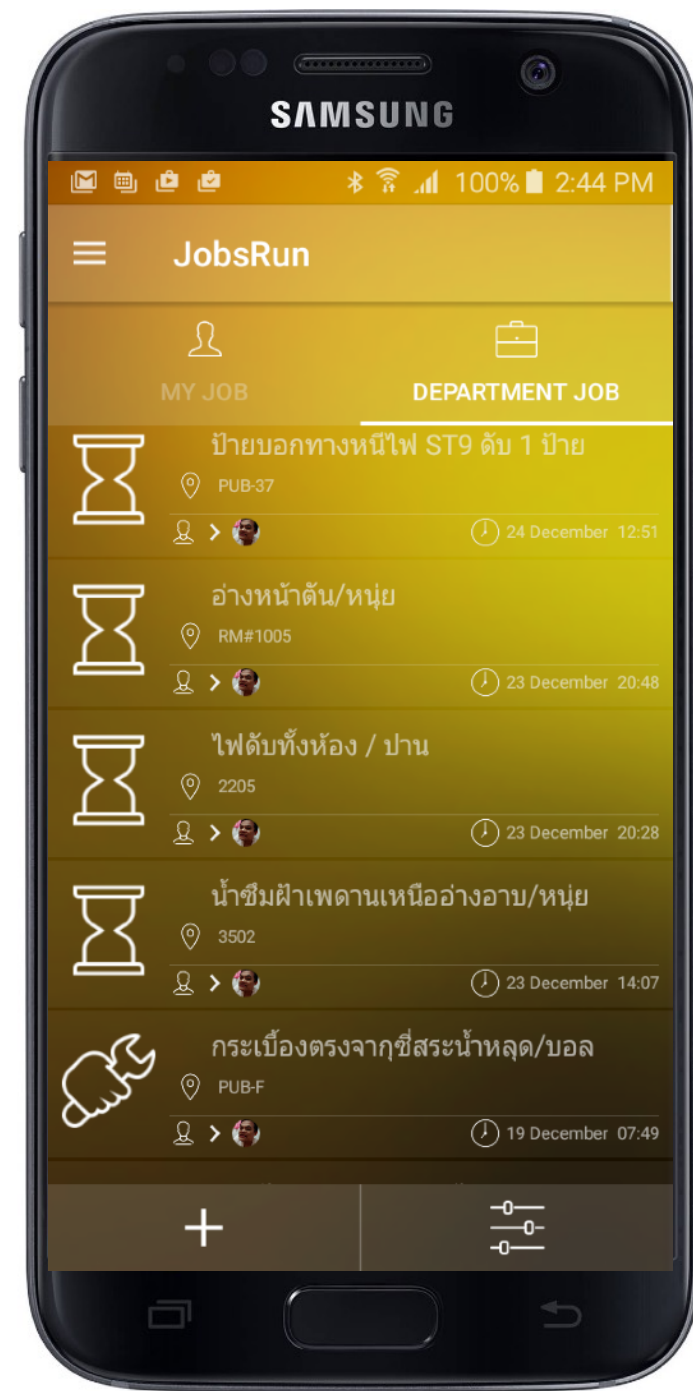 SAMSUNG
100% 2:44 PM
JobsRun
MY JOB DEPARTMENT JOB
ป้ายบอกทางหนีไฟ ST9 ดับ 1 ป้าย
PUB-37
24 December 12:51
อ่างหน้าตัน/หนุ่ย
RM#1005
23 December 20:48
ไฟดับทั้งห้อง / ปาน
2205
23 December 20:28
น้ำซึมฝ้าเพดานเหนืออ่างอาบ/หนุ่ย
3502
23 December 14:07
กระเบื้องตรงจากุซี่สระน้ำหลุด/บอล
PUB-F
19 December 07:49